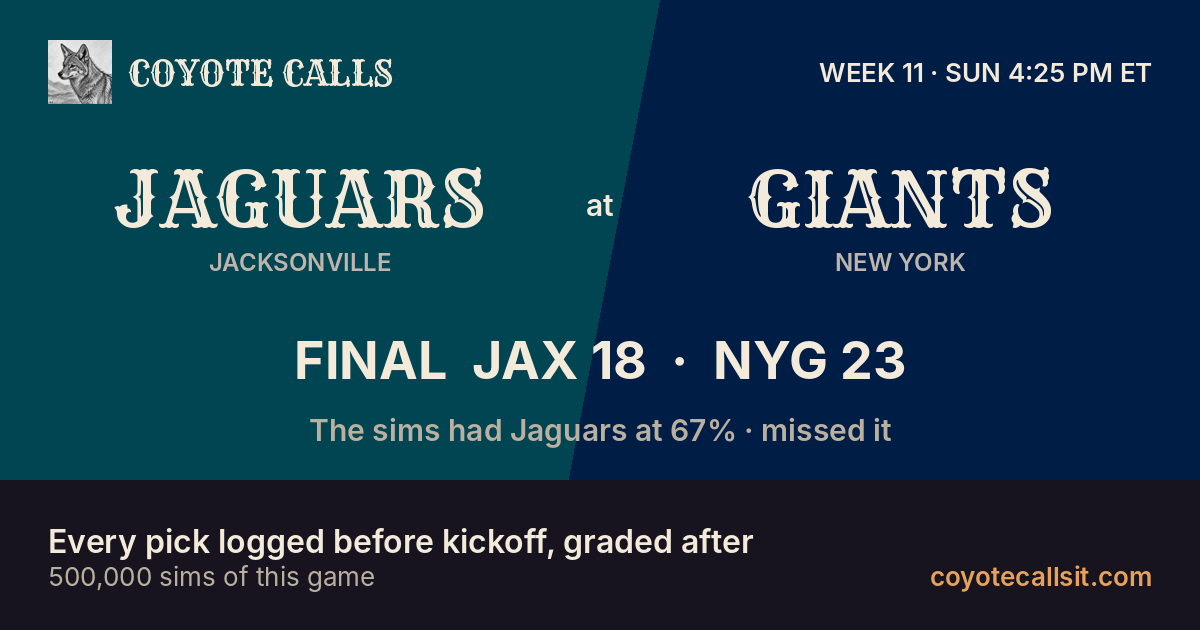 COYOTE CALLS
WEEK 11 · SUN 4:25 PM ET
JAGUARS at GIANTS
JACKSONVILLE NEW YORK
FINAL JAX 18 · NYG 23
The sims had Jaguars at 67% · missed it
Every pick logged before kickoff, graded after
500,000 sims of this game
coyotecallsit.com